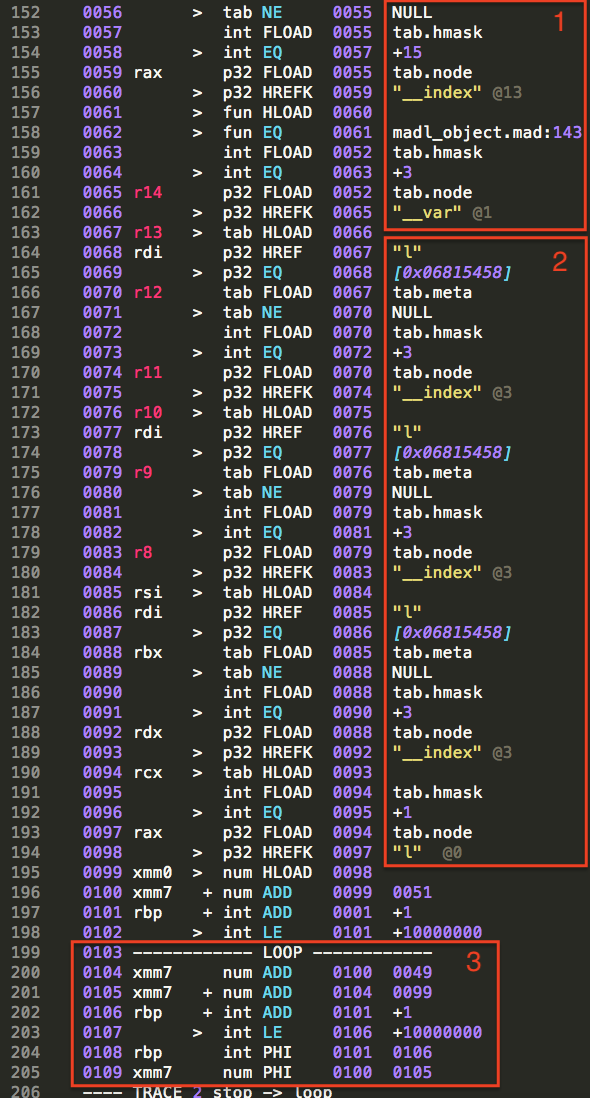 152 0056 > tab NE 0055 NULL
153 0057 int FLOAD 0055 tab.hmask
154 0058 > int EQ 0057 +15
155 0059 rax p32 FLOAD 0055 tab.node
156 0060 > p32 HREFK 0059 "__index" @13
157 0061 > fun HLOAD 0060
158 0062 > fun EQ 0061 madl_object.mad:143
159 0063 int FLOAD 0052 tab.hmask
160 0064 > int EQ 0063 +3
161 0065 r14 p32 FLOAD 0052 tab.node
162 0066 > p32 HREFK 0065 "__var" @1
163 0067 r13 > tab HLOAD 0066
164 0068 rdi p32 HREF 0067 "l"
165 0069 > p32 EQ 0068 [0x06815458]
166 0070 r12 tab FLOAD 0067 tab.meta
167 0071 > tab NE 0070 NULL
168 0072 int FLOAD 0070 tab.hmask
169 0073 > int EQ 0072 +3
170 0074 r11 p32 FLOAD 0070 tab.node
171 0075 > p32 HREFK 0074 "__index" @3
172 0076 r10 > tab HLOAD 0075
173 0077 rdi p32 HREF 0076 "l"
174 0078 > p32 EQ 0077 [0x06815458]
175 0079 r9 tab FLOAD 0076 tab.meta
176 0080 > tab NE 0079 NULL
177 0081 int FLOAD 0079 tab.hmask
178 0082 > int EQ 0081 +3
179 0083 r8 p32 FLOAD 0079 tab.node
180 0084 > p32 HREFK 0083 "__index" @3
181 0085 rsi > tab HLOAD 0084
182 0086 rdi p32 HREF 0085 "l"
183 0087 > p32 EQ 0086 [0x06815458]
184 0088 rbx tab FLOAD 0085 tab.meta
185 0089 > tab NE 0088 NULL
186 0090 int FLOAD 0088 tab.hmask
187 0091 > int EQ 0090 +3
188 0092 rdx p32 FLOAD 0088 tab.node
189 0093 > p32 HREFK 0092 "__index" @3
190 0094 rcx > tab HLOAD 0093
191 0095 int FLOAD 0094 tab.hmask
192 0096 > int EQ 0095 +1
193 0097 rax p32 FLOAD 0094 tab.node
194 0098 > p32 HREFK 0097 "l" @0
195 0099 xmm0 > num HLOAD 0098
196 0100 xmm7 + num ADD 0099 0051
197 0101 rbp + int ADD 0001 +1
198 0102 > int LE 0101 +10000000
199 0103 ------------ LOOP ------------
200 0104 xmm7 num ADD 0100 0049
201 0105 xmm7 + num ADD 0104 0099
202 0106 rbp + int ADD 0101 +1
203 0107 > int LE 0106 +10000000
204 0108 rbp int PHI 0101 0106
205 0109 xmm7 num PHI 0100 0105
206 ---- TRACE 2 stop -> loop
1
2
3